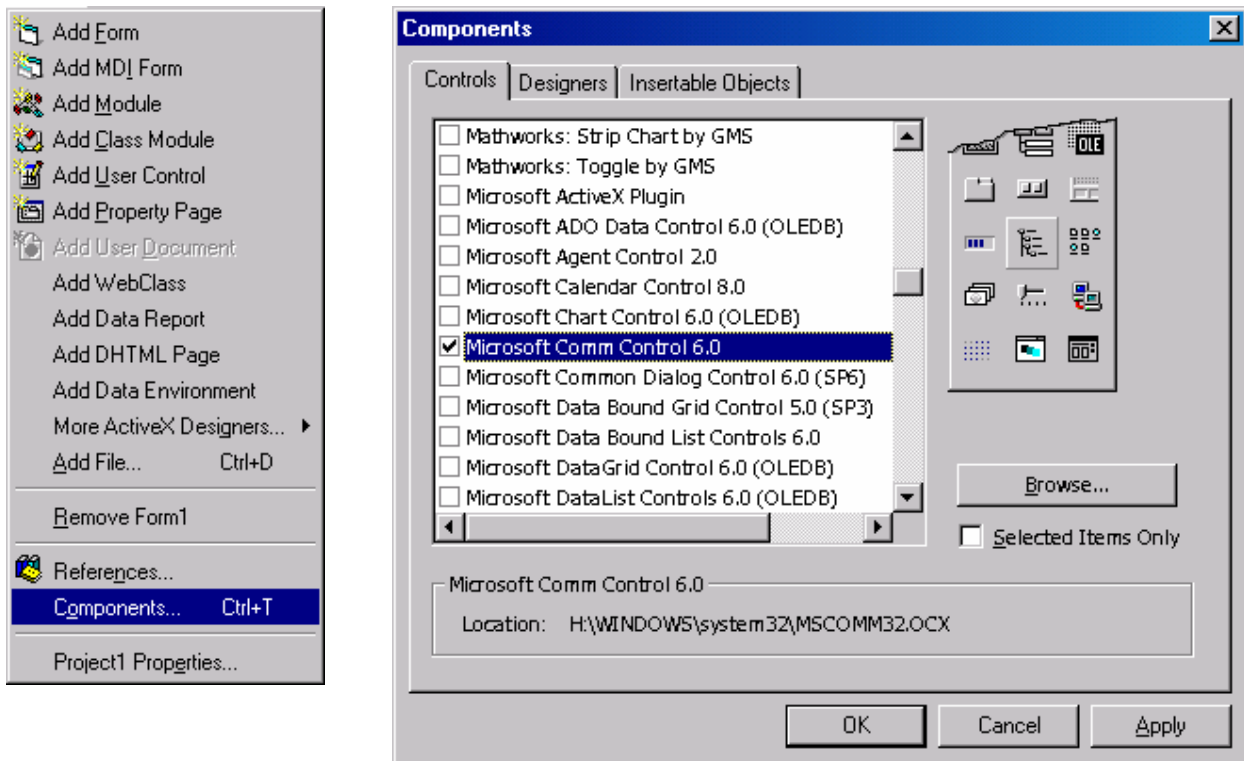 Add Form
Add MDI Form
Add Module
Add Class Module
Add User Control
Add Property Page
Add User Document
Add WebClass
Add Data Report
Add DHTML Page
Add Data Environment
More ActiveX Designers...
Add File... Ctrl+D
Remove Form1
References...
Components... Ctrl+T
Project1 Properties...
Components
Controls Designers Insertable Objects
Mathworks: Strip Chart by GMS
Mathworks: Toggle by GMS
Microsoft ActiveX Plugin
Microsoft ADO Data Control 6.0 (OLEDB)
Microsoft Agent Control 2.0
Microsoft Calendar Control 8.0
Microsoft Chart Control 6.0 (OLEDB)
Microsoft Comm Control 6.0
Microsoft Common Dialog Control 6.0 (SP6)
Microsoft Data Bound Grid Control 5.0 (SP3)
Microsoft Data Bound List Controls 6.0
Microsoft DataGrid Control 6.0 (OLEDB)
Microsoft DataList Controls 6.0 (OLEDB)
OLE
Browse...
Selected Items Only
Microsoft Comm Control 6.0
Location: H:\WINDOWS\system32\MSCOMM32.OCX
OK Cancel Apply